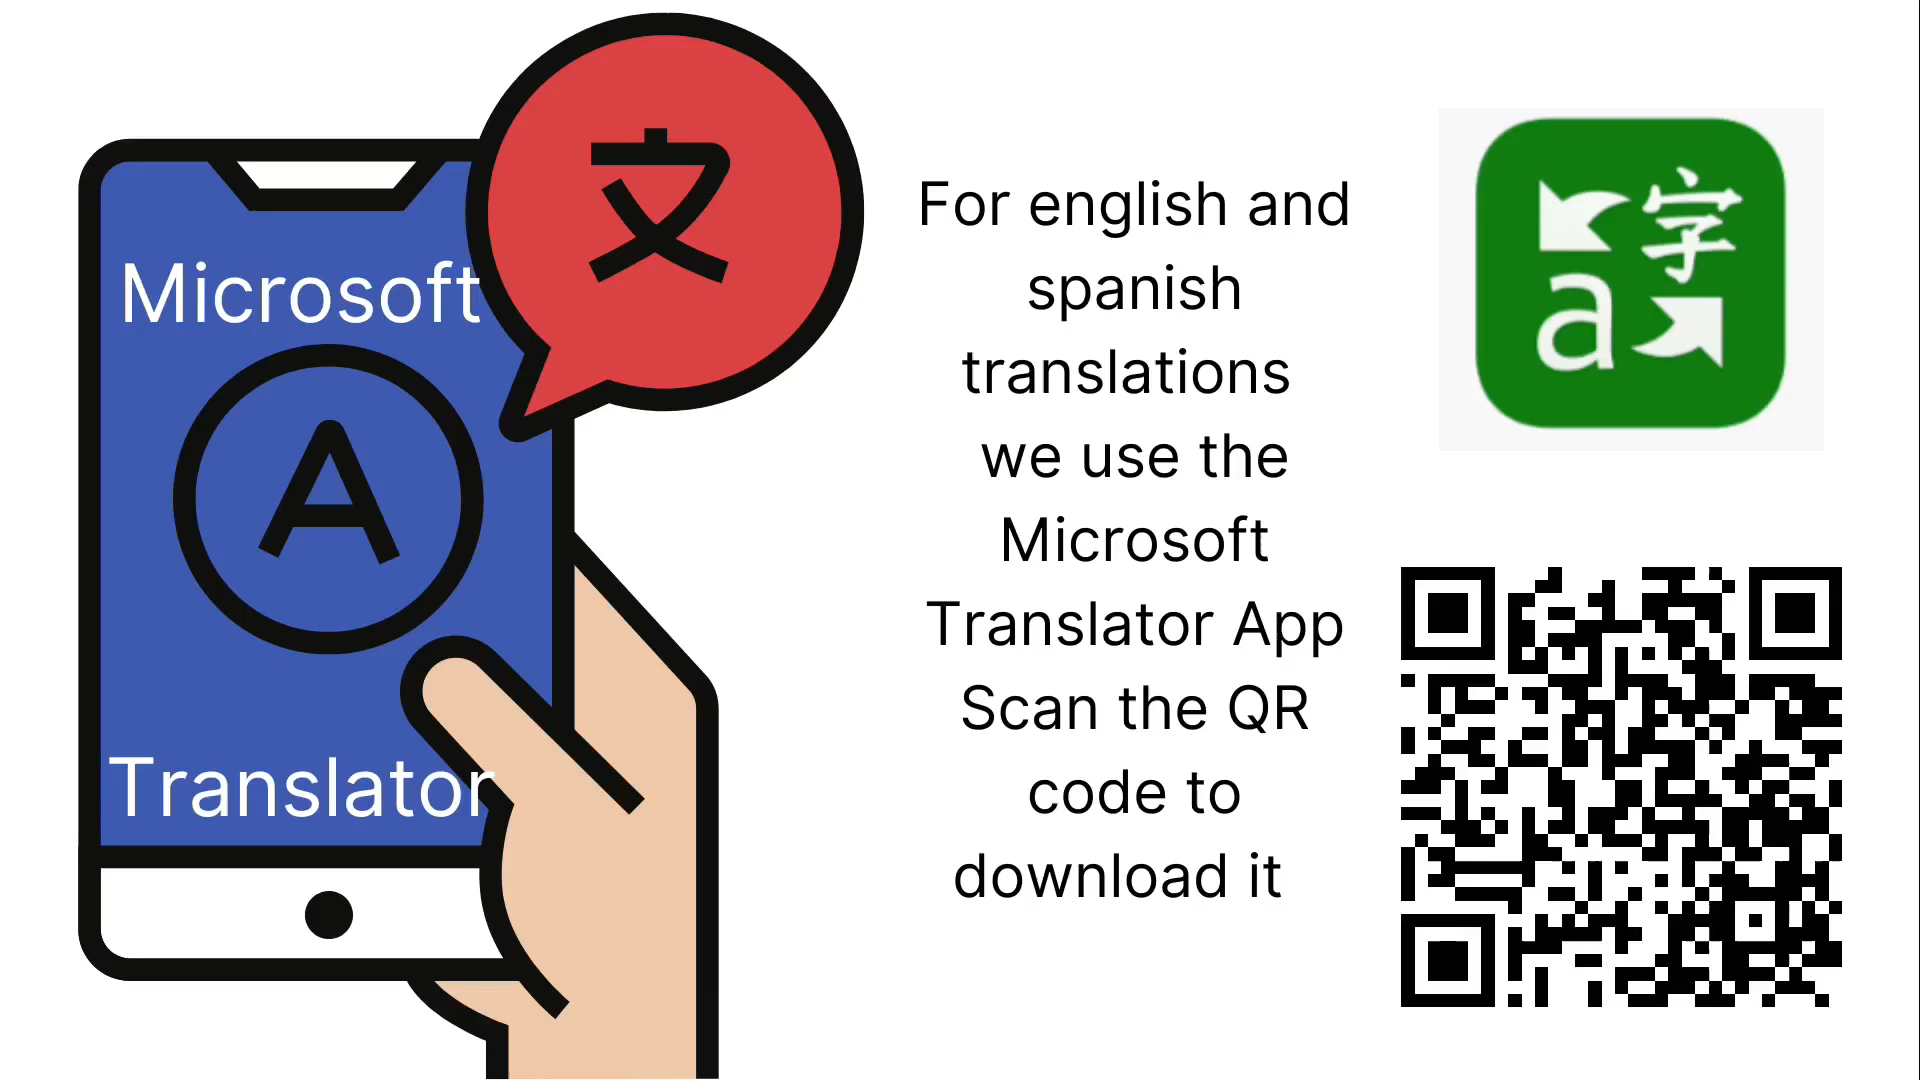 Microsoft
文
A
Translator
For english and
spanish
translations
we use the
Microsoft
Translator App
Scan the QR
code to
download it
字
a